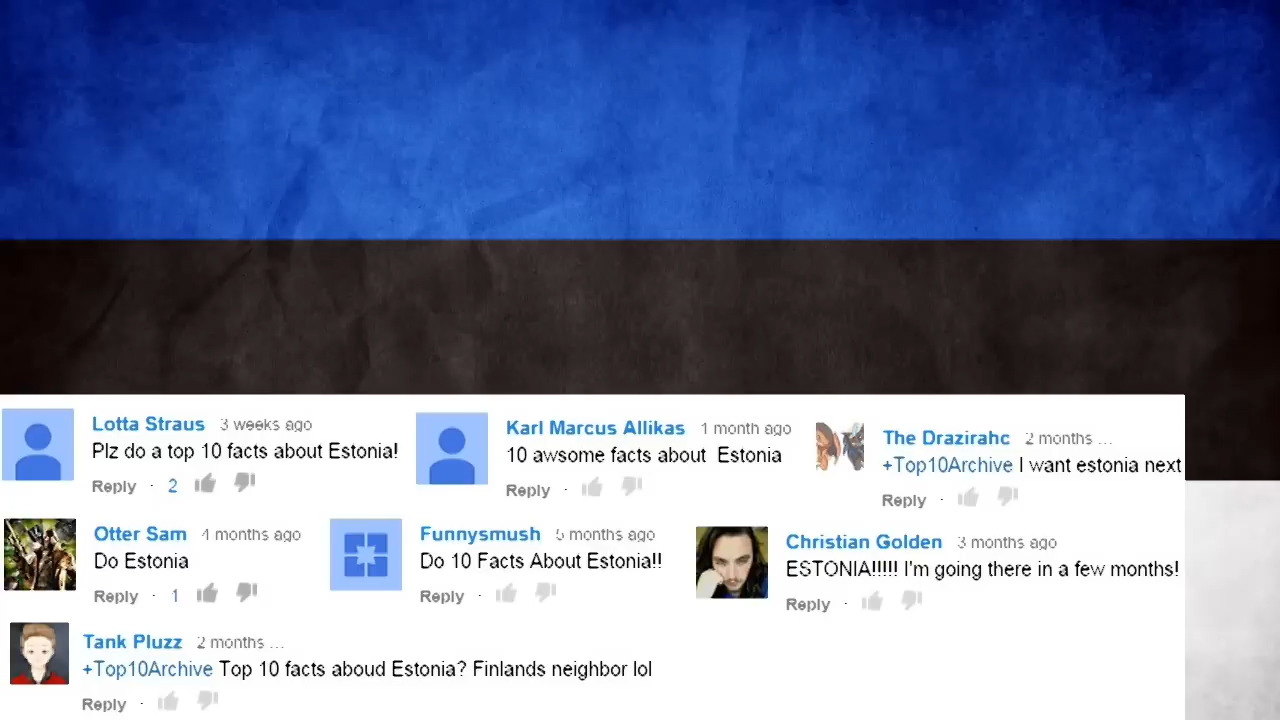 Lotta Straus 3 weeks ago
Plz do a top 10 facts about Estonia!
Reply · 2
Karl Marcus Allikas 1 month ago
10 awsome facts about Estonia
Reply ·
The Drazirahc 2 months ...
+Top10Archive I want estonia next
Reply ·
Otter Sam 4 months ago
Do Estonia
Reply · 1
Funnysmush 5 months ago
Do 10 Facts About Estonia!!
Reply ·
Christian Golden 3 months ago
ESTONIA!!!!! I'm going there in a few months!
Reply ·
Tank Pluzz 2 months ...
+Top10Archive Top 10 facts aboud Estonia? Finlands neighbor lol
Reply ·